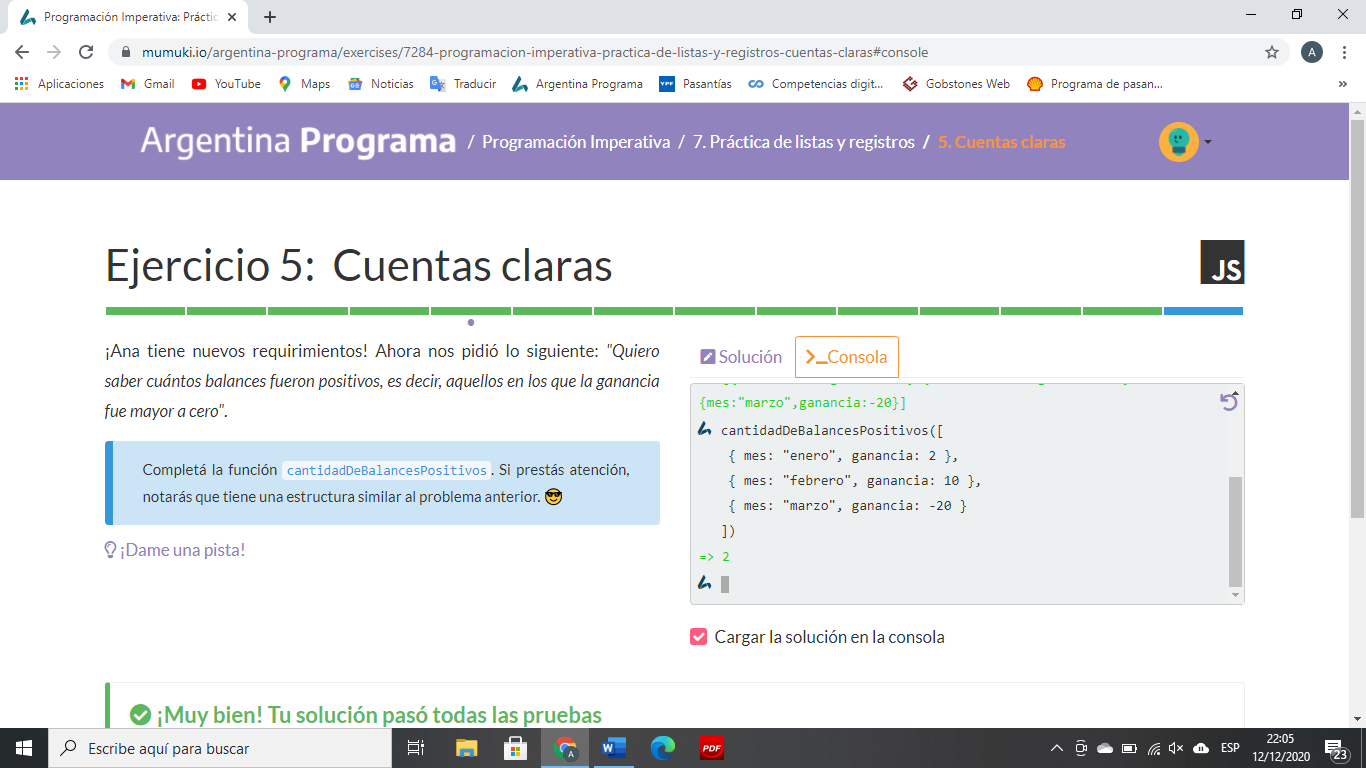 Programación Imperativa: Práctic
mumuki.io/argentina-programa/exercises/7284-programacion-imperativa-practica-de-listas-y-registros-cuentas-claras#console
A
Aplicaciones Gmail YouTube Maps Noticias Traducir Argentina Programa YPF Pasantías Competencias digit... Gobstones Web Programa de pasan... »
Argentina Programa / Programación Imperativa / 7. Práctica de listas y registros / 5. Cuentas claras
Ejercicio 5: Cuentas claras
JS
¡Ana tiene nuevos requirimientos! Ahora nos pidió lo siguiente: "Quiero
saber cuántos balances fueron positivos, es decir, aquellos en los que la ganancia
fue mayor a cero".
Completá la función cantidadDeBalancesPositivos. Si prestás atención,
notarás que tiene una estructura similar al problema anterior. 😎
¡Dame una pista!
Solución >_Consola
{mes:"marzo",ganancia:-20}]
cantidadDeBalancesPositivos([
{ mes: "enero", ganancia: 2 },
{ mes: "febrero", ganancia: 10 },
{ mes: "marzo", ganancia: -20 }
])
=> 2
Cargar la solución en la consola
¡Muy bien! Tu solución pasó todas las pruebas
Escribe aquí para buscar
A
W
PDF
ESP
22:05
12/12/2020
23